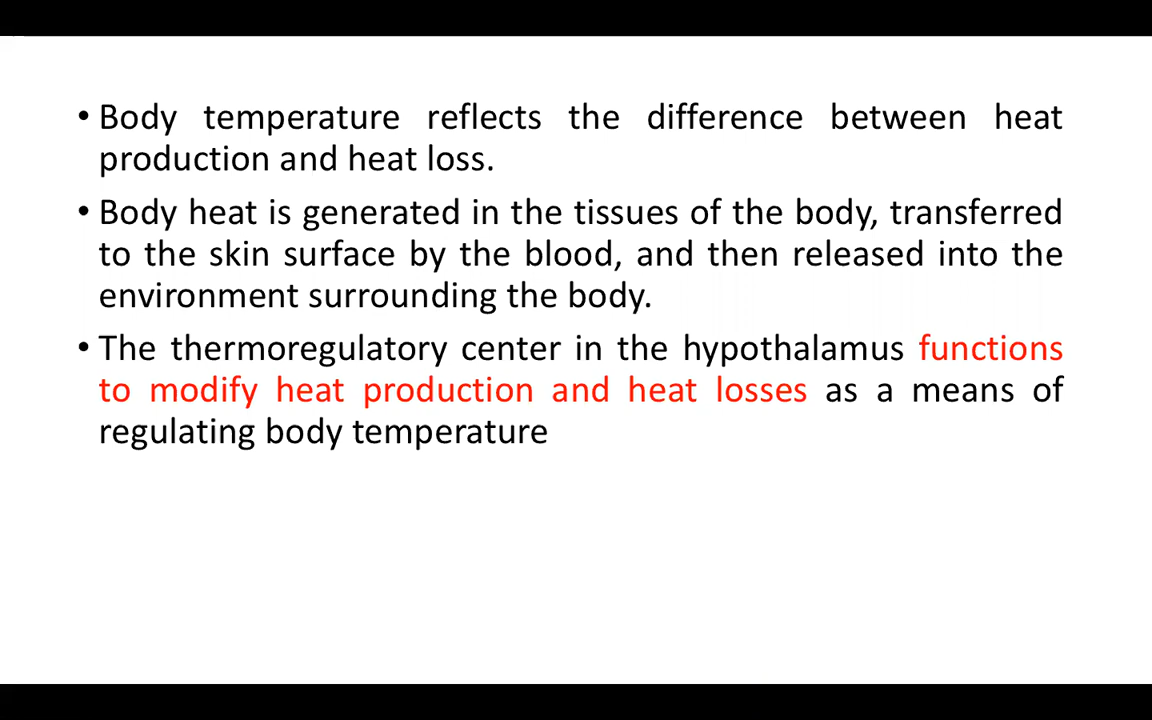 • Body temperature reflects the difference between heat
production and heat loss.
• Body heat is generated in the tissues of the body, transferred
to the skin surface by the blood, and then released into the
environment surrounding the body.
• The thermoregulatory center in the hypothalamus functions
to modify heat production and heat losses as a means of
regulating body temperature